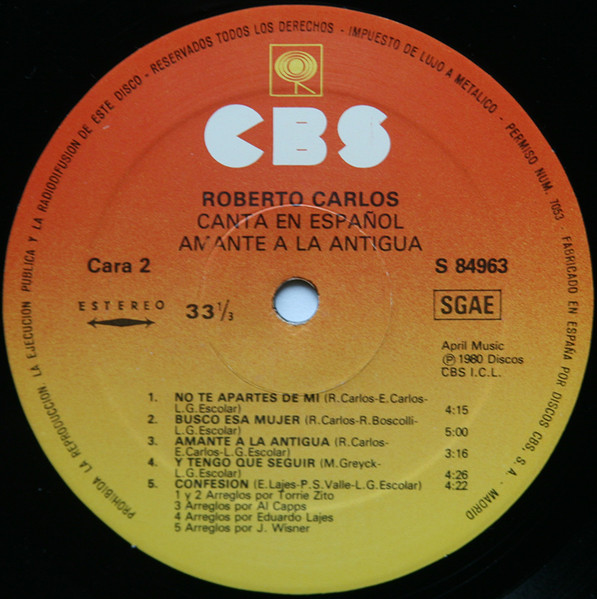 PROHIBIDA LA REPRODUCCION LA EJECUCION PUBLICA Y LA RADIODIFUSION DE ESTE DISCO - RESERVADOS TODOS LOS DERECHOS - IMPUESTO DE LUJO A METALICO - PERMISO NUM. 7053 FABRICADO EN ESPAÑA POR DISCOS CBS, S. A. - MADRID
CBS
ROBERTO CARLOS
CANTA EN ESPAÑOL
AMANTE A LA ANTIGUA
Cara 2
S 84963
ESTEREO
33 1/3
SGAE
April Music
Ⓟ 1980 Discos
CBS I.C.L.
1. NO TE APARTES DE MI (R.Carlos-E.Carlos-
L.G.Escolar) 4:15
2. BUSCO ESA MUJER (R.Carlos-R.Boscolli-
L.G.Escolar) 5:00
3. AMANTE A LA ANTIGUA (R.Carlos-
E.Carlos-L.G.Escolar) 3:16
4. Y TENGO QUE SEGUIR (M.Greyck-
L.G.Escolar) 4:26
5. CONFESION (E.Lajes-P.S.Valle-L.G.Escolar) 4:22
1 y 2 Arreglos por Torrie Zito
3 Arreglos por Al Capps
4 Arreglos por Eduardo Lajes
5 Arreglos por J. Wisner